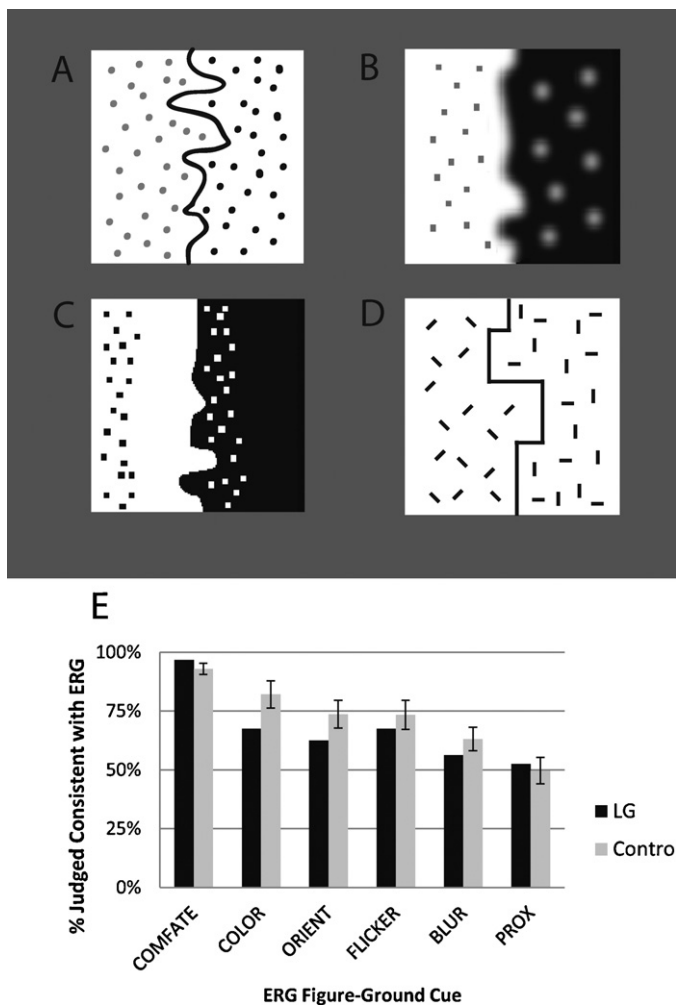 A
B
C
D
E
% Judged Consistent with ERG
100%
75%
50%
25%
0%
COMFATE
COLOR
ORIENT
FLICKER
BLUR
PROX
ERG Figure-Ground Cue
LG
Contro